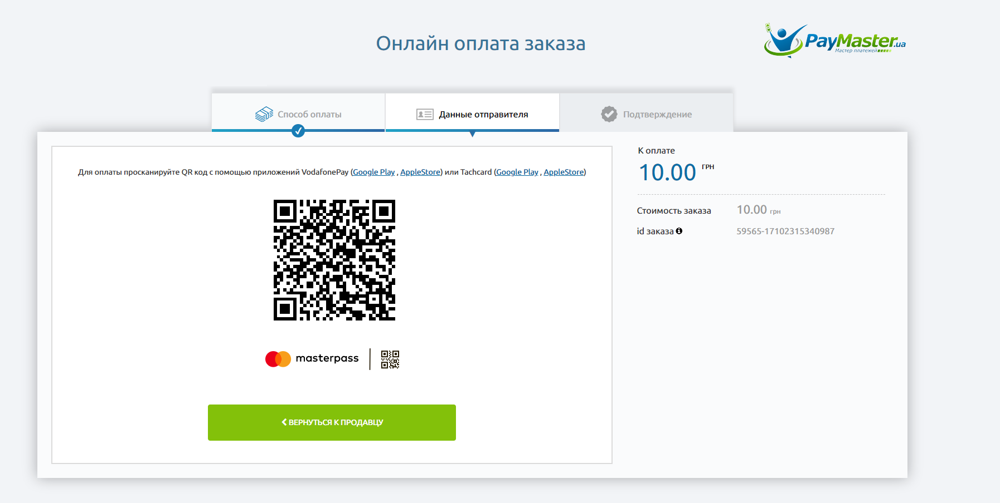 Онлайн оплата заказа
PayMaster.ua
Мастер платежей
Способ оплаты
Данные отправителя
Подтверждение
Для оплаты просканируйте QR код с помощью приложений VodafonePay (Google Play , AppleStore) или Tachcard (Google Play , AppleStore)
masterpass
ВЕРНУТЬСЯ К ПРОДАВЦУ
К оплате
10.00 ГРН
Стоимость заказа 10.00 грн
id заказа 59565-17102315340987